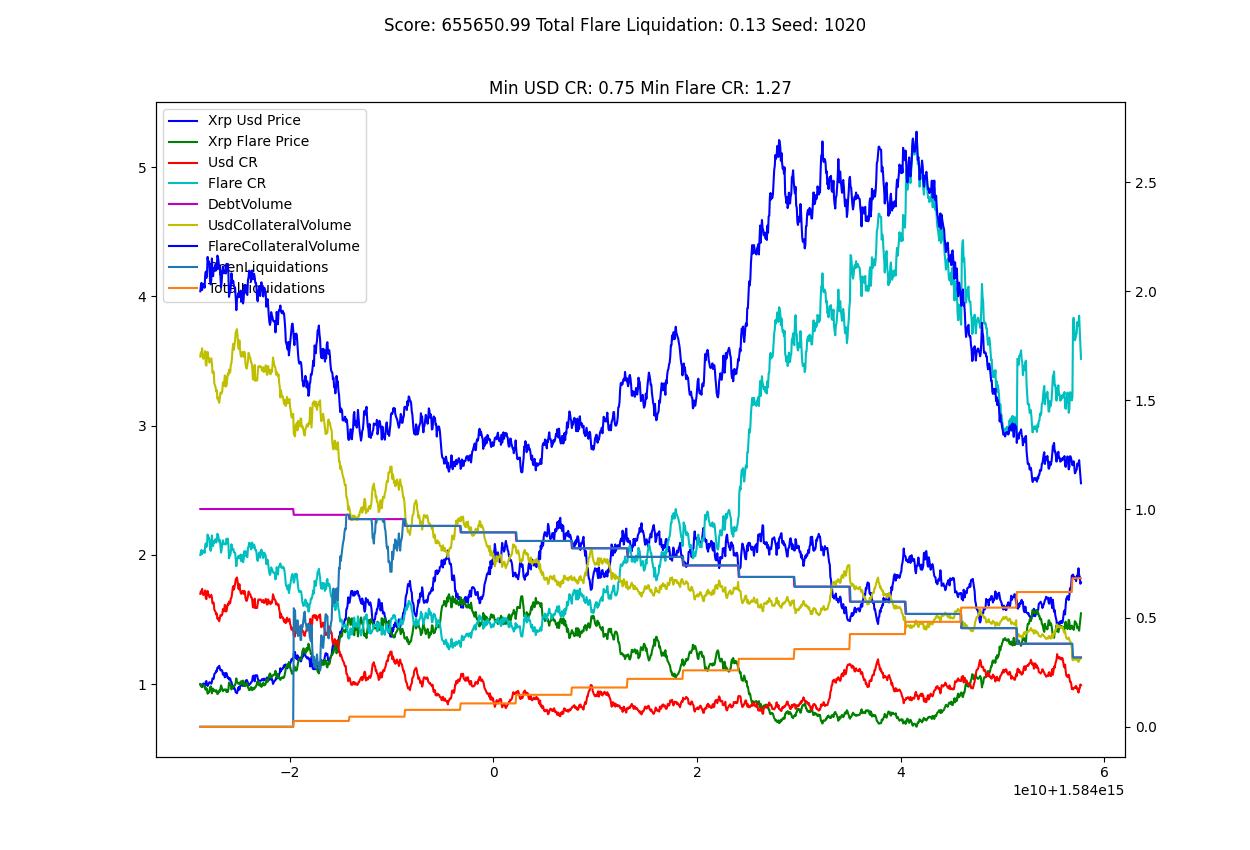 Score: 655650.99 Total Flare Liquidation: 0.13 Seed: 1020
Min USD CR: 0.75 Min Flare CR: 1.27
Xrp Usd Price
Xrp Flare Price
Usd CR
Flare CR
DebtVolume
UsdCollateralVolume
FlareCollateralVolume
OpenLiquidations
TotalLiquidations
5
4
3
2
1
2.5
2.0
1.5
1.0
0.5
0.0
−2
0
2
4
6
1e10+1.584e15